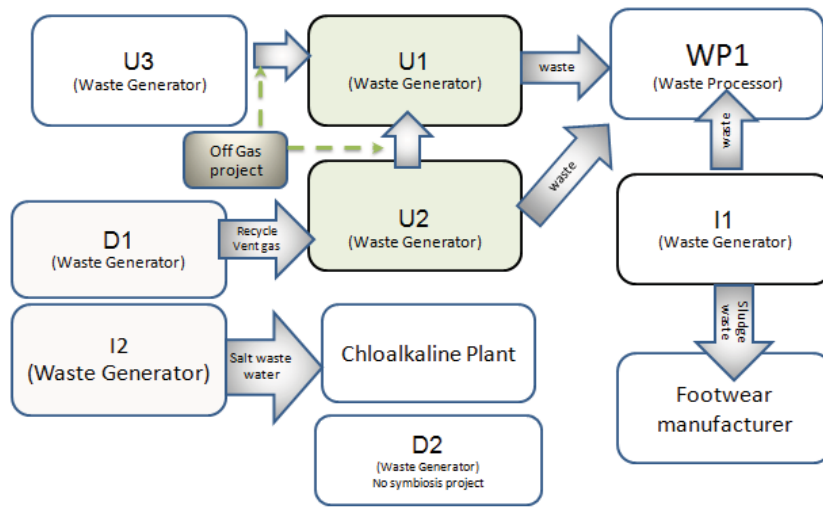 U3
(Waste Generator)
U1
(Waste Generator)
waste
WP1
(Waste Processor)
Off Gas
project
waste
waste
D1
(Waste Generator)
Recycle
Vent gas
U2
(Waste Generator)
I1
(Waste Generator)
I2
(Waste Generator)
Salt waste
water
Chloalkaline Plant
Sludge
waste
Footwear
manufacturer
D2
(Waste Generator)
No symbiosis project